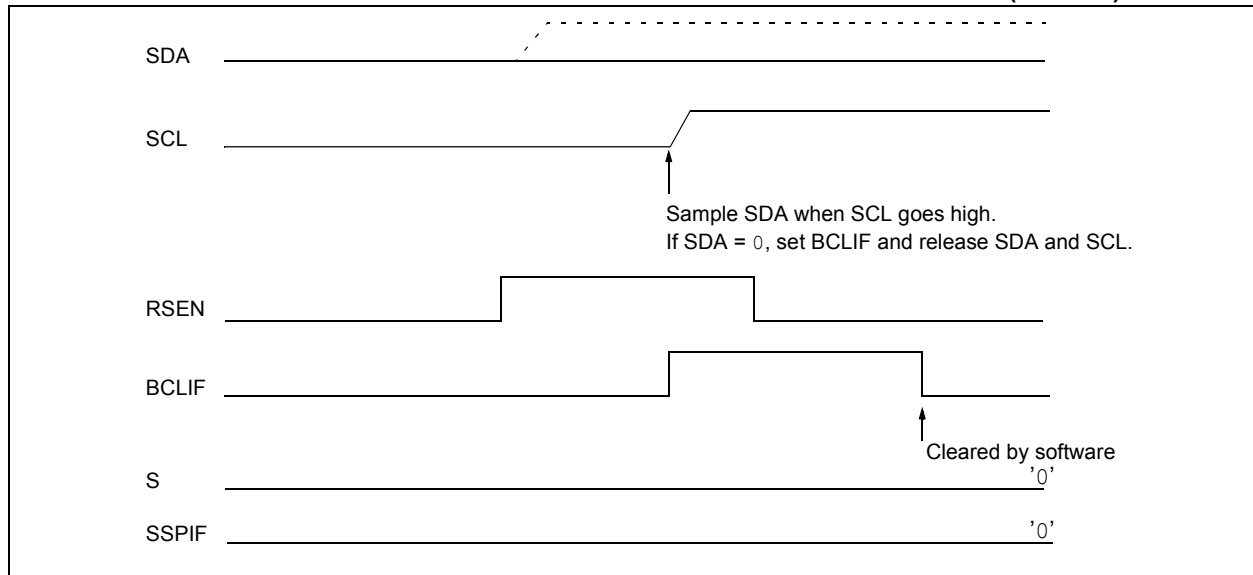 SDA
SCL
Sample SDA when SCL goes high.
If SDA = 0, set BCLIF and release SDA and SCL.
RSEN
BCLIF
Cleared by software
S
'0'
SSPIF
'0'